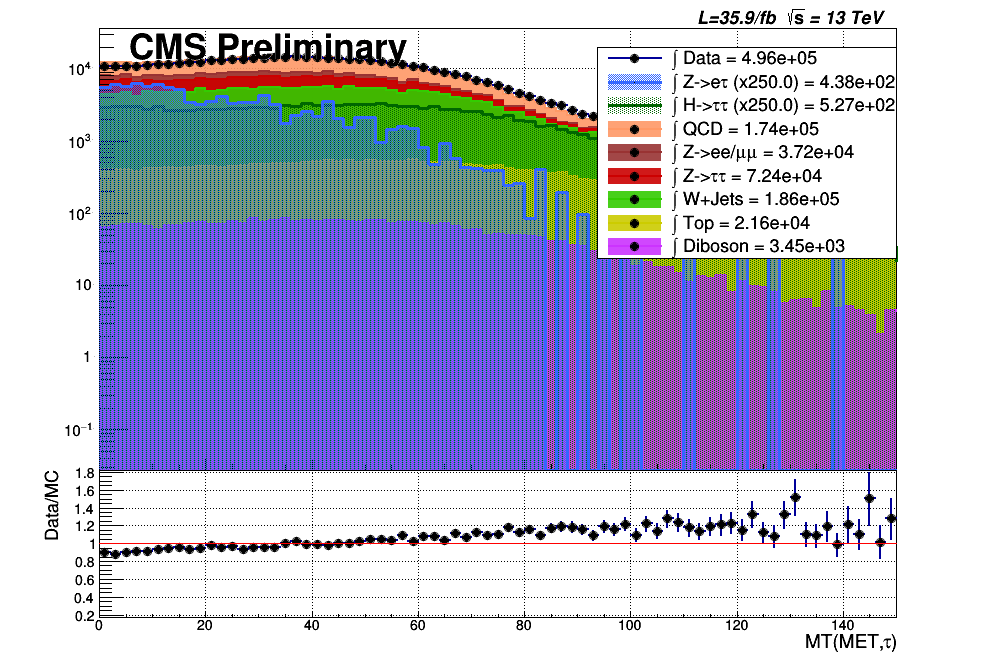 L=35.9/fb √s = 13 TeV
CMS Preliminary
∫ Data = 4.96e+05
∫ Z->eτ (x250.0) = 4.38e+02
∫ H->ττ (x250.0) = 5.27e+02
∫ QCD = 1.74e+05
∫ Z->ee/μμ = 3.72e+04
∫ Z->ττ = 7.24e+04
∫ W+Jets = 1.86e+05
∫ Top = 2.16e+04
∫ Diboson = 3.45e+03
10⁴
10³
10²
10
1
10⁻¹
Data/MC
1.8
1.6
1.4
1.2
1
0.8
0.6
0.4
0.2
0 20 40 60 80 100 120 140
MT(MET,τ)